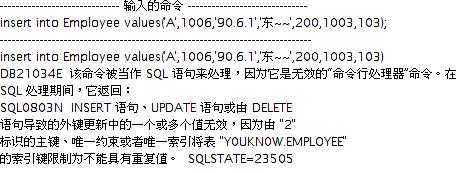 ------------------------------ 输入的命令 ------------------------------
insert into Employee values('A',1006,'90.6.1','东~~',200,1003,103);
------------------------------------------------------------------------------
insert into Employee values('A',1006,'90.6.1','东~~',200,1003,103)
DB21034E 该命令被当作 SQL 语句来处理，因为它是无效的“命令行处理器”命令。在
SQL 处理期间，它返回：
SQL0803N INSERT 语句、UPDATE 语句或由 DELETE
语句导致的外键更新中的一个或多个值无效，因为由 "2"
标识的主键、唯一约束或者唯一索引将表 "YOUKNOW.EMPLOYEE"
的索引键限制为不能具有重复值。 SQLSTATE=23505